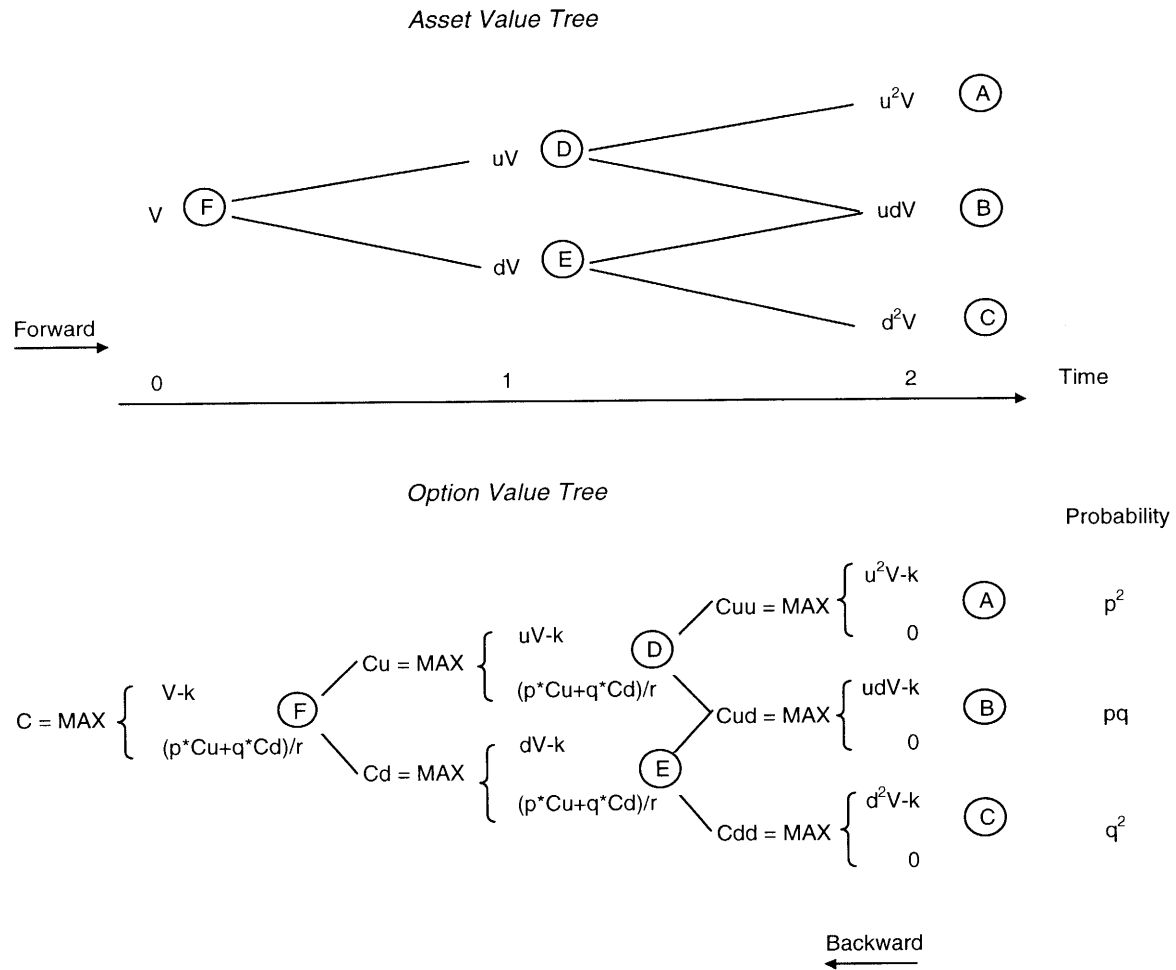 Asset Value Tree
u²V A
uV D
V F
udV B
dV E
d²V C
Forward
0 1 2 Time
Option Value Tree
Probability
Cuu = MAX { u²V-k
0
A p²
D
Cu = MAX { uV-k
(p*Cu+q*Cd)/r
C = MAX { V-k
(p*Cu+q*Cd)/r
F
Cud = MAX { udV-k
0
B pq
E
Cd = MAX { dV-k
(p*Cu+q*Cd)/r
Cdd = MAX { d²V-k
0
C q²
Backward